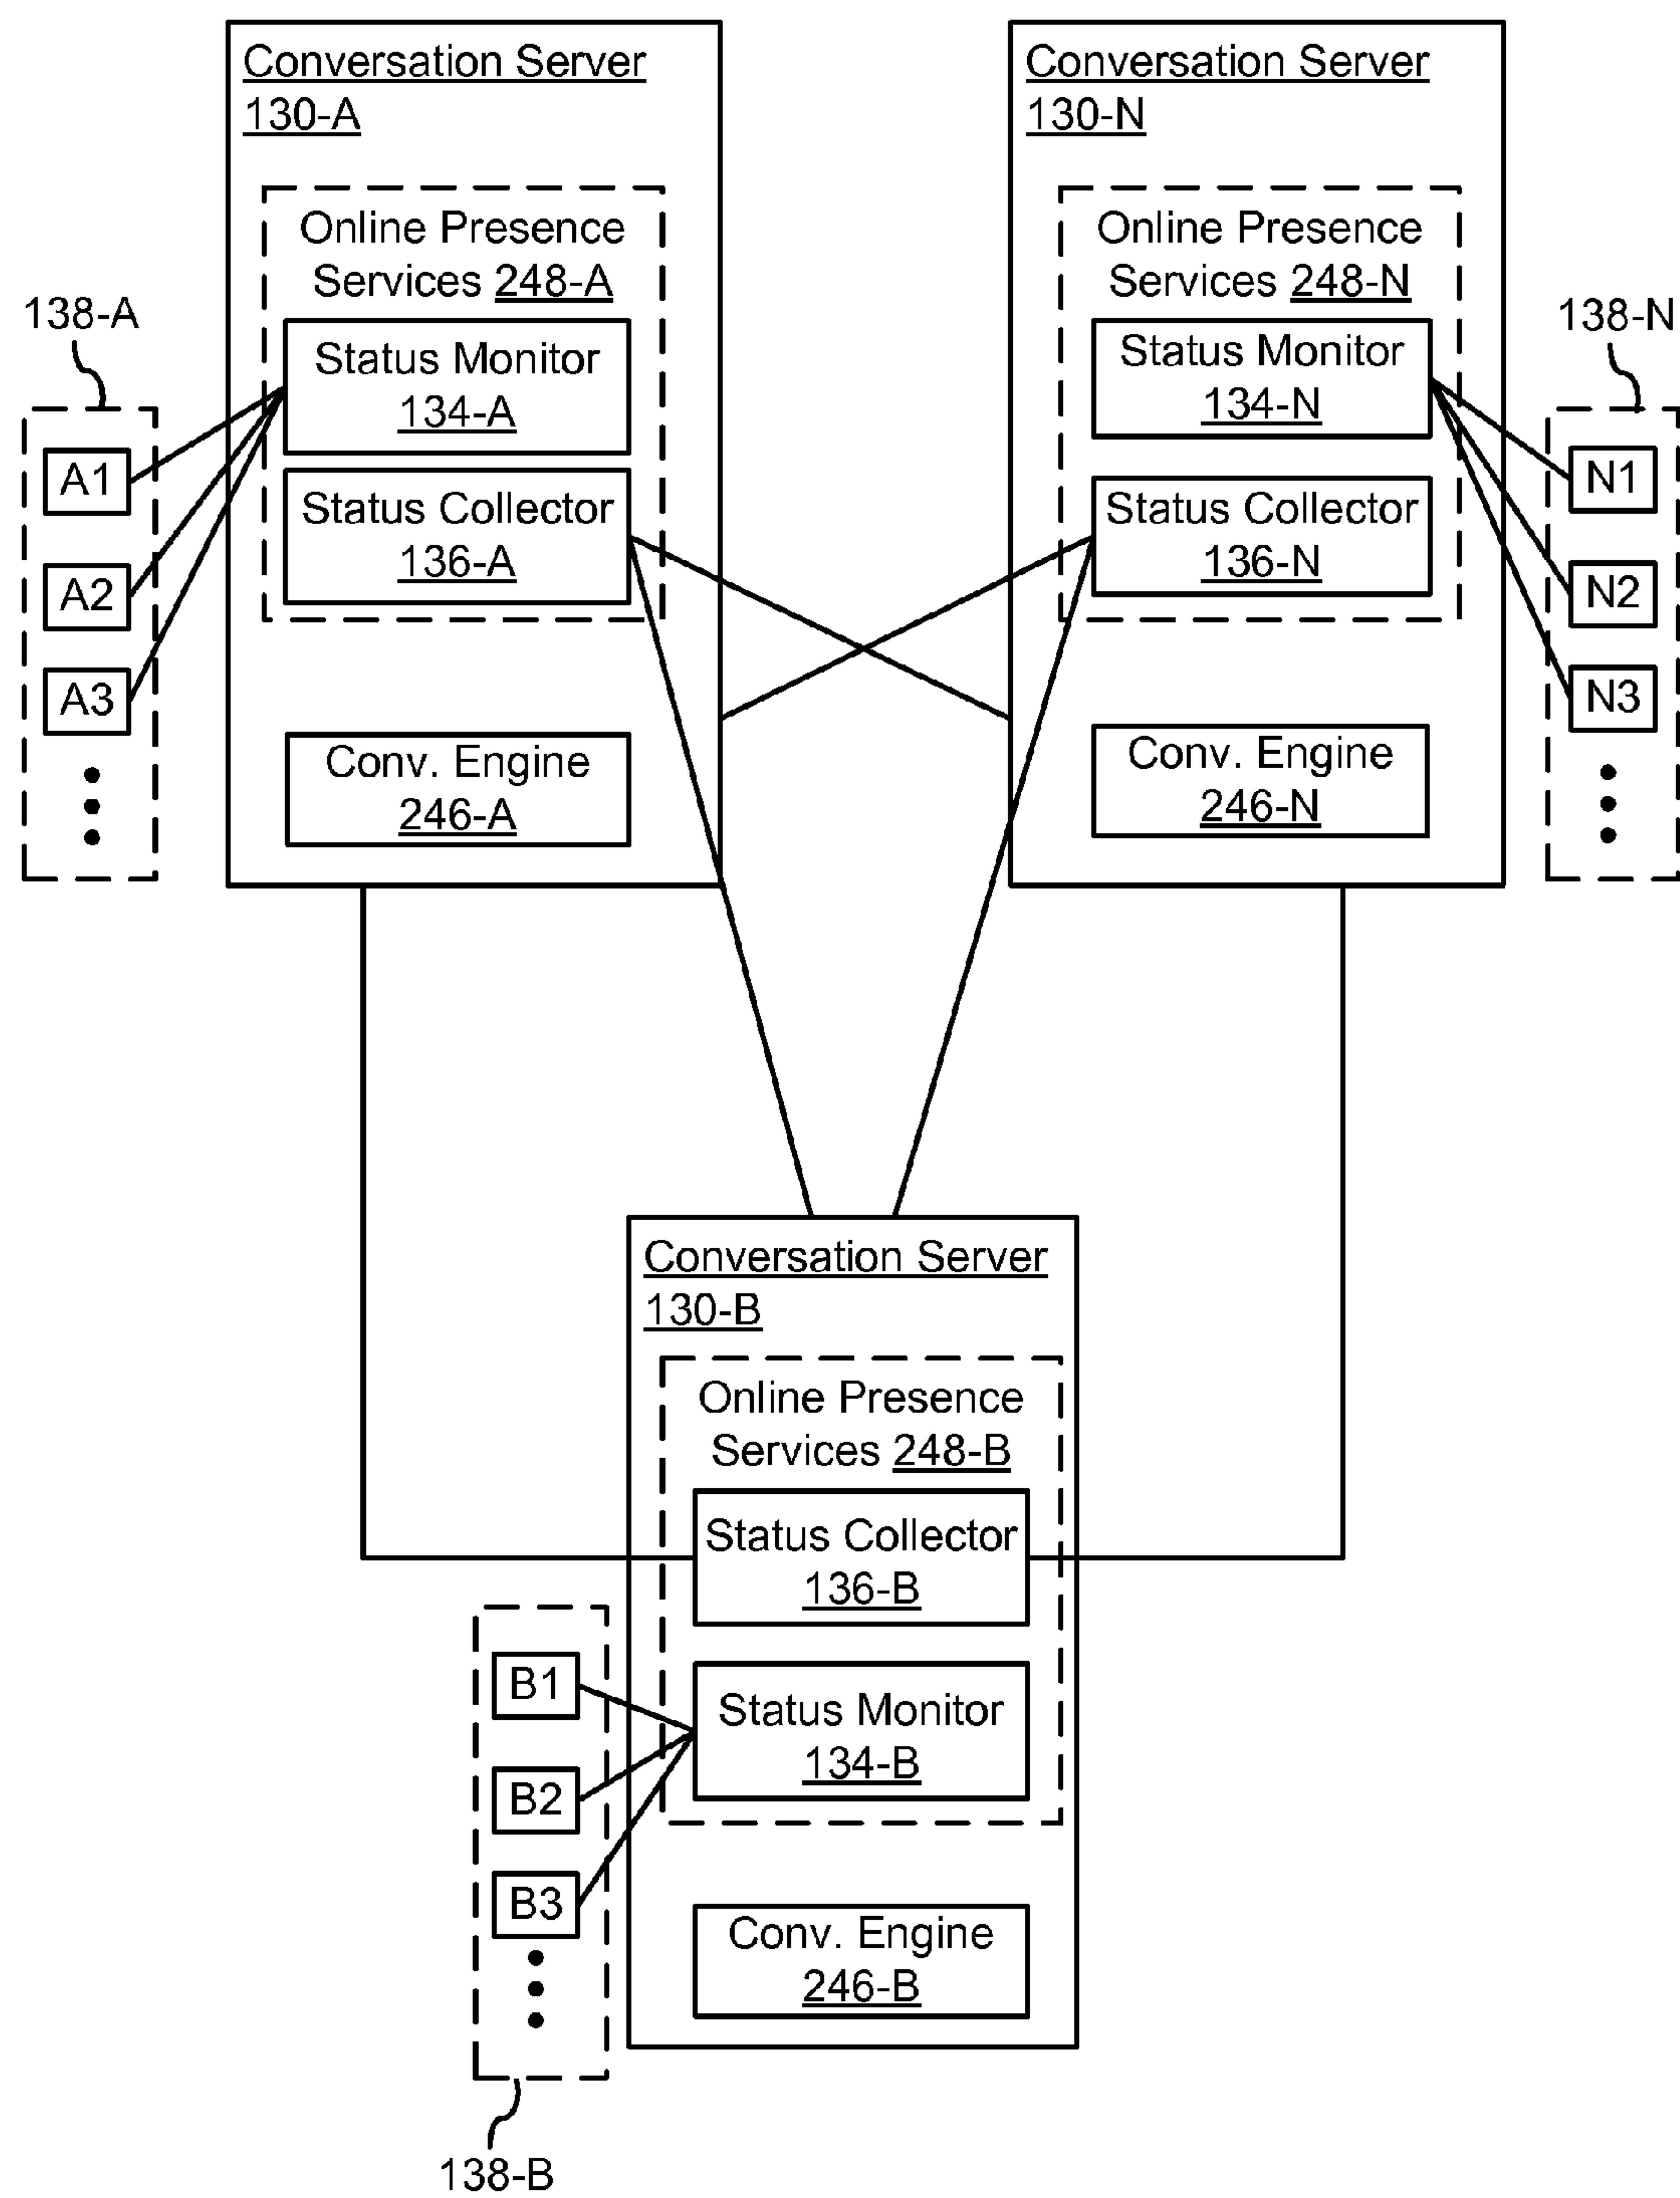 Conversation Server
130-A
Online Presence
Services 248-A
Status Monitor
134-A
Status Collector
136-A
Conv. Engine
246-A
138-A
A1
A2
A3
Conversation Server
130-N
Online Presence
Services 248-N
Status Monitor
134-N
Status Collector
136-N
Conv. Engine
246-N
138-N
N1
N2
N3
Conversation Server
130-B
Online Presence
Services 248-B
Status Collector
136-B
Status Monitor
134-B
Conv. Engine
246-B
B1
B2
B3
138-B